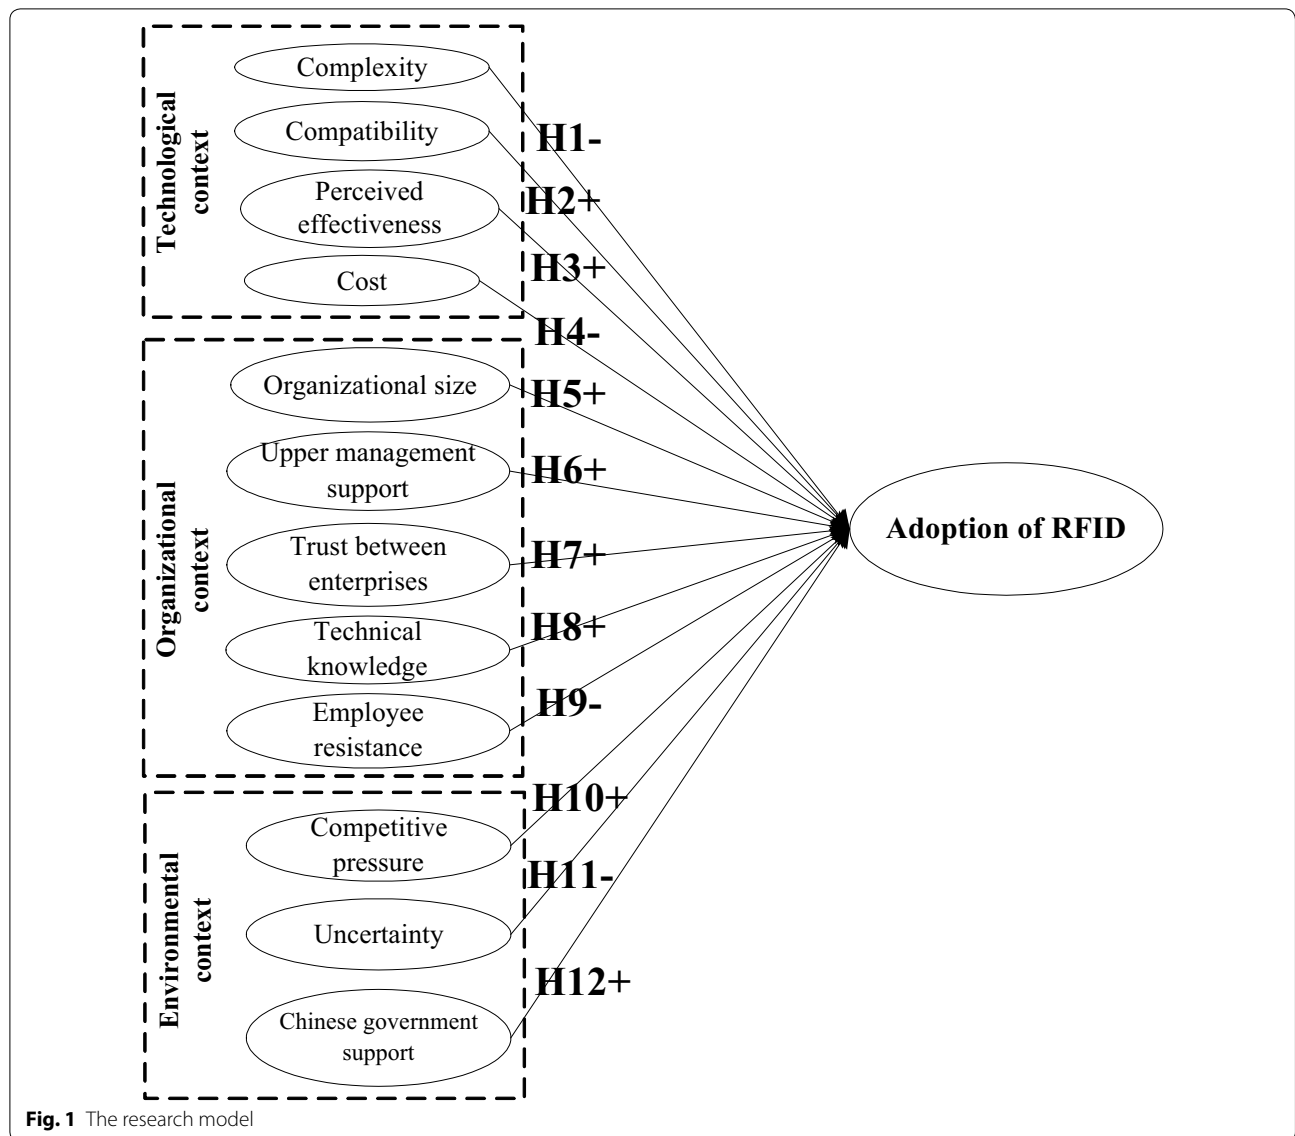 Technological
context
Complexity
Compatibility
Perceived
effectiveness
Cost
Organizational
context
Organizational size
Upper management
support
Trust between
enterprises
Technical
knowledge
Employee
resistance
Environmental
context
Competitive
pressure
Uncertainty
Chinese government
support
H1-
H2+
H3+
H4-
H5+
H6+
H7+
H8+
H9-
H10+
H11-
H12+
Adoption of RFID
Fig. 1 The research model